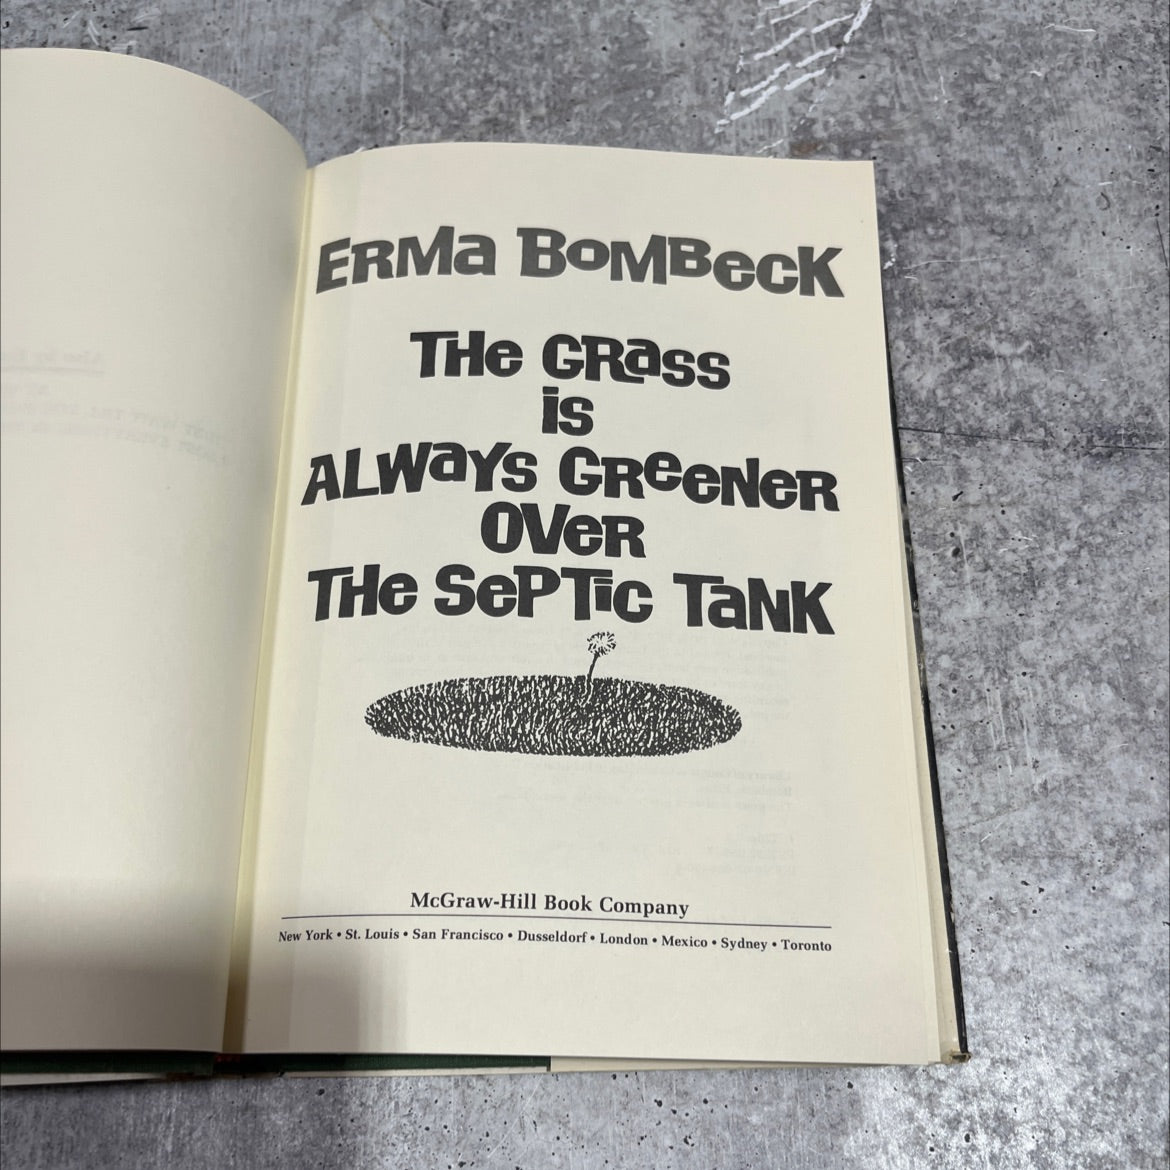 ERMa BOMBecK
THe GRaSS
iS
ALWaYS GReeNeR
OVeR
THe SePTic TaNK
McGraw-Hill Book Company
New York • St. Louis • San Francisco • Dusseldorf • London • Mexico • Sydney • Toronto